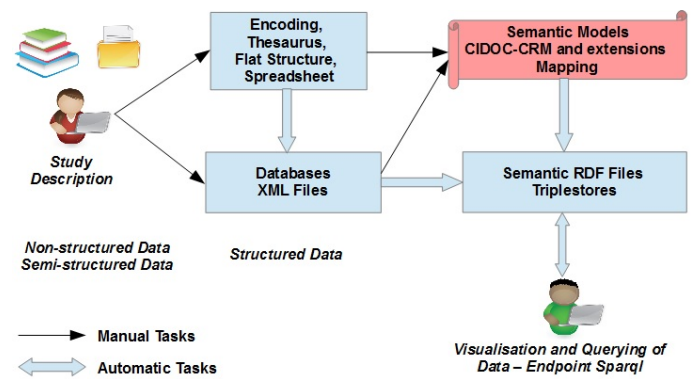 Encoding,
Thesaurus,
Flat Structure,
Spreadsheet
Semantic Models
CIDOC-CRM and extensions
Mapping
Study
Description
Databases
XML Files
Semantic RDF Files
Triplestores
Non-structured Data
Semi-structured Data
Structured Data
Manual Tasks
Automatic Tasks
Visualisation and Querying of
Data – Endpoint Sparql